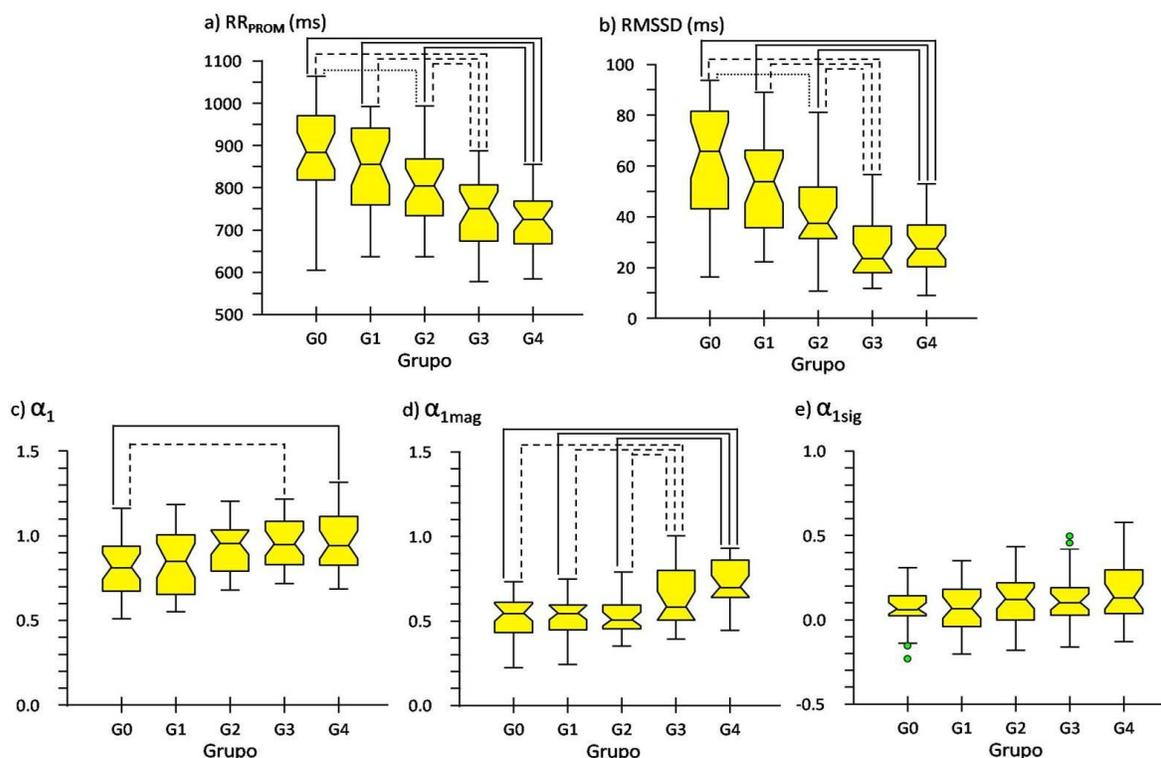 a) RRPROM (ms)
1100
1000
900
800
700
600
500
G0 G1 G2 G3 G4
Grupo
b) RMSSD (ms)
100
80
60
40
20
0
G0 G1 G2 G3 G4
Grupo
c) α1
1.5
1.0
0.5
0.0
G0 G1 G2 G3 G4
Grupo
d) α1mag
1.5
1.0
0.5
0.0
G0 G1 G2 G3 G4
Grupo
e) α1sig
1.0
0.5
0.0
-0.5
G0 G1 G2 G3 G4
Grupo